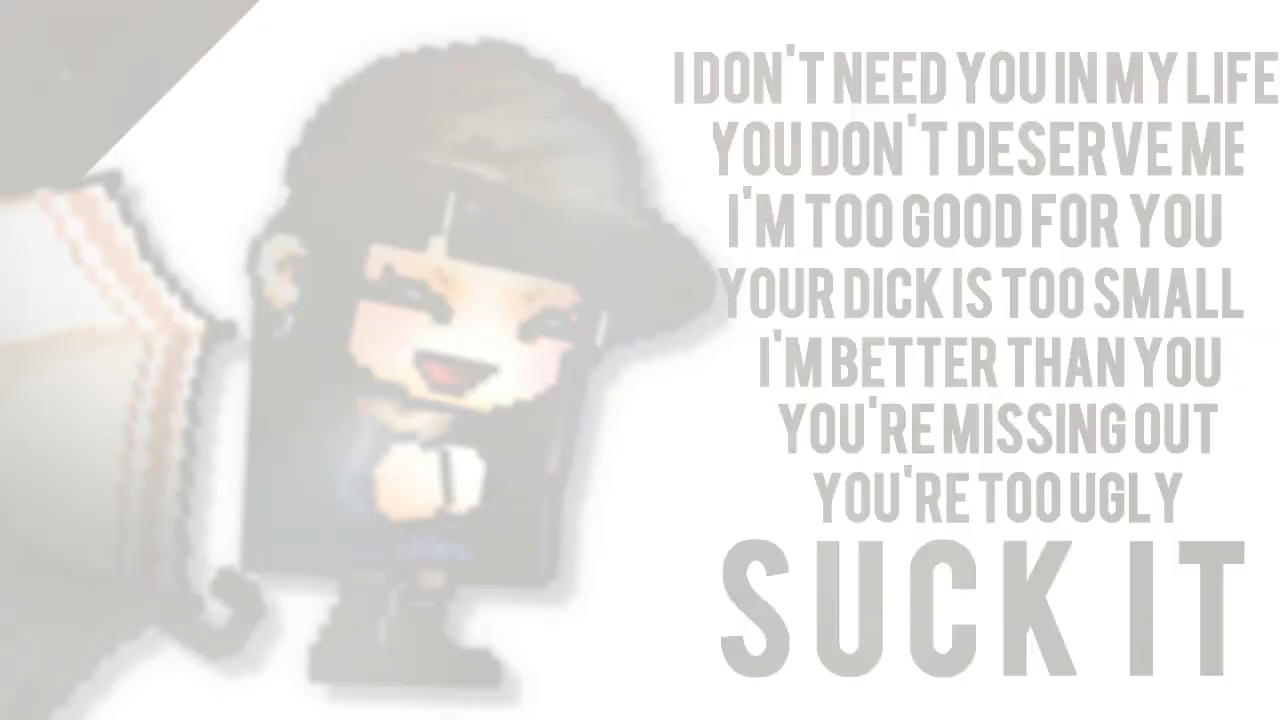 I DON'T NEED YOU IN MY LIFE
YOU DON'T DESERVE ME
I'M TOO GOOD FOR YOU
YOUR DICK IS TOO SMALL
I'M BETTER THAN YOU
YOU'RE MISSING OUT
YOU'RE TOO UGLY
SUCK IT